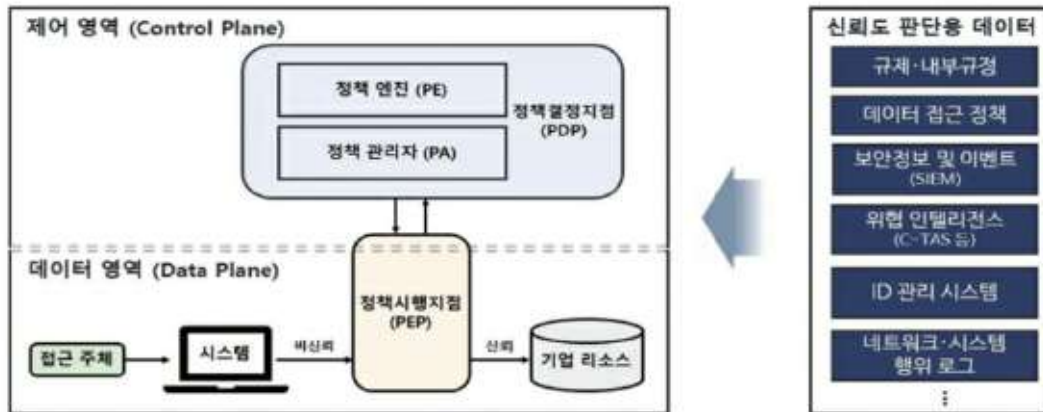 제어 영역 (Control Plane)
정책 엔진 (PE)
정책 관리자 (PA)
정책결정지점
(PDP)
데이터 영역 (Data Plane)
정책시행지점
(PEP)
접근 주체
시스템
비신뢰
신뢰
기업 리소스
신뢰도 판단용 데이터
규제·내부규정
데이터 접근 정책
보안정보 및 이벤트
(SIEM)
위협 인텔리전스
(C-TAS 등)
ID 관리 시스템
네트워크·시스템
행위 로그
⋮